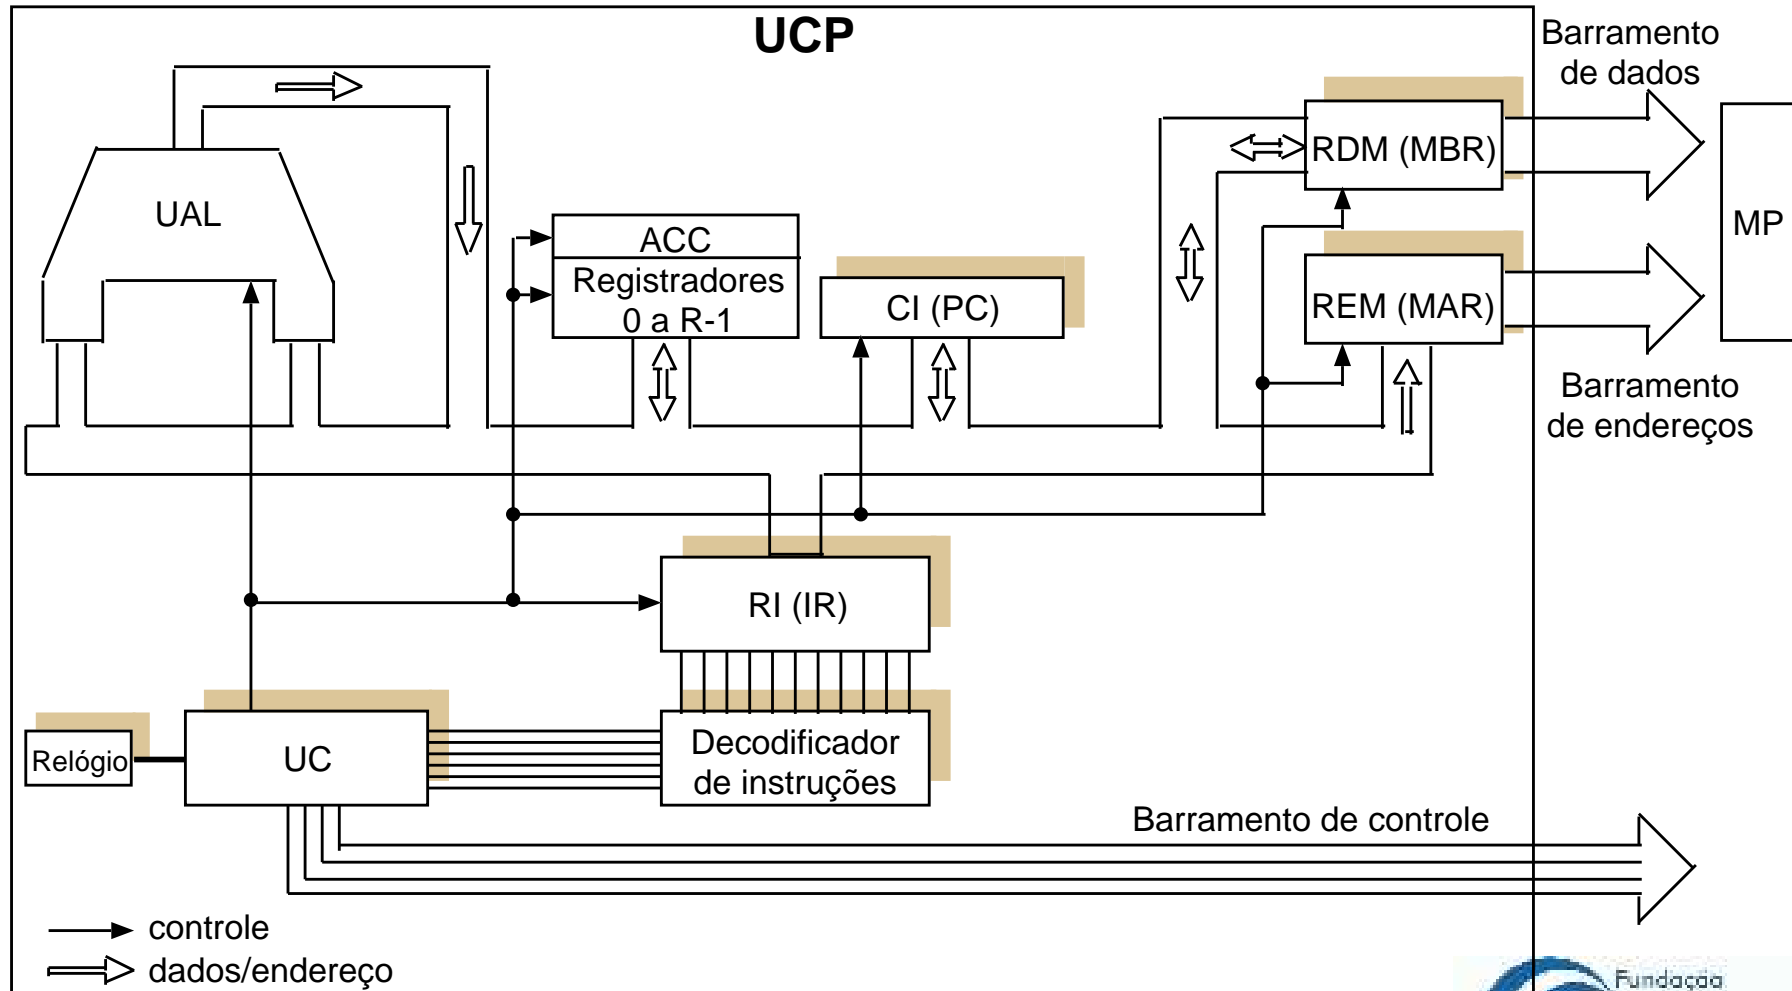 UCP
Barramento
de dados
RDM (MBR)
MP
UAL
ACC
Registradores
0 a R-1
CI (PC)
REM (MAR)
Barramento
de endereços
RI (IR)
Relógio
UC
Decodificador
de instruções
Barramento de controle
controle
dados/endereço
Fundação